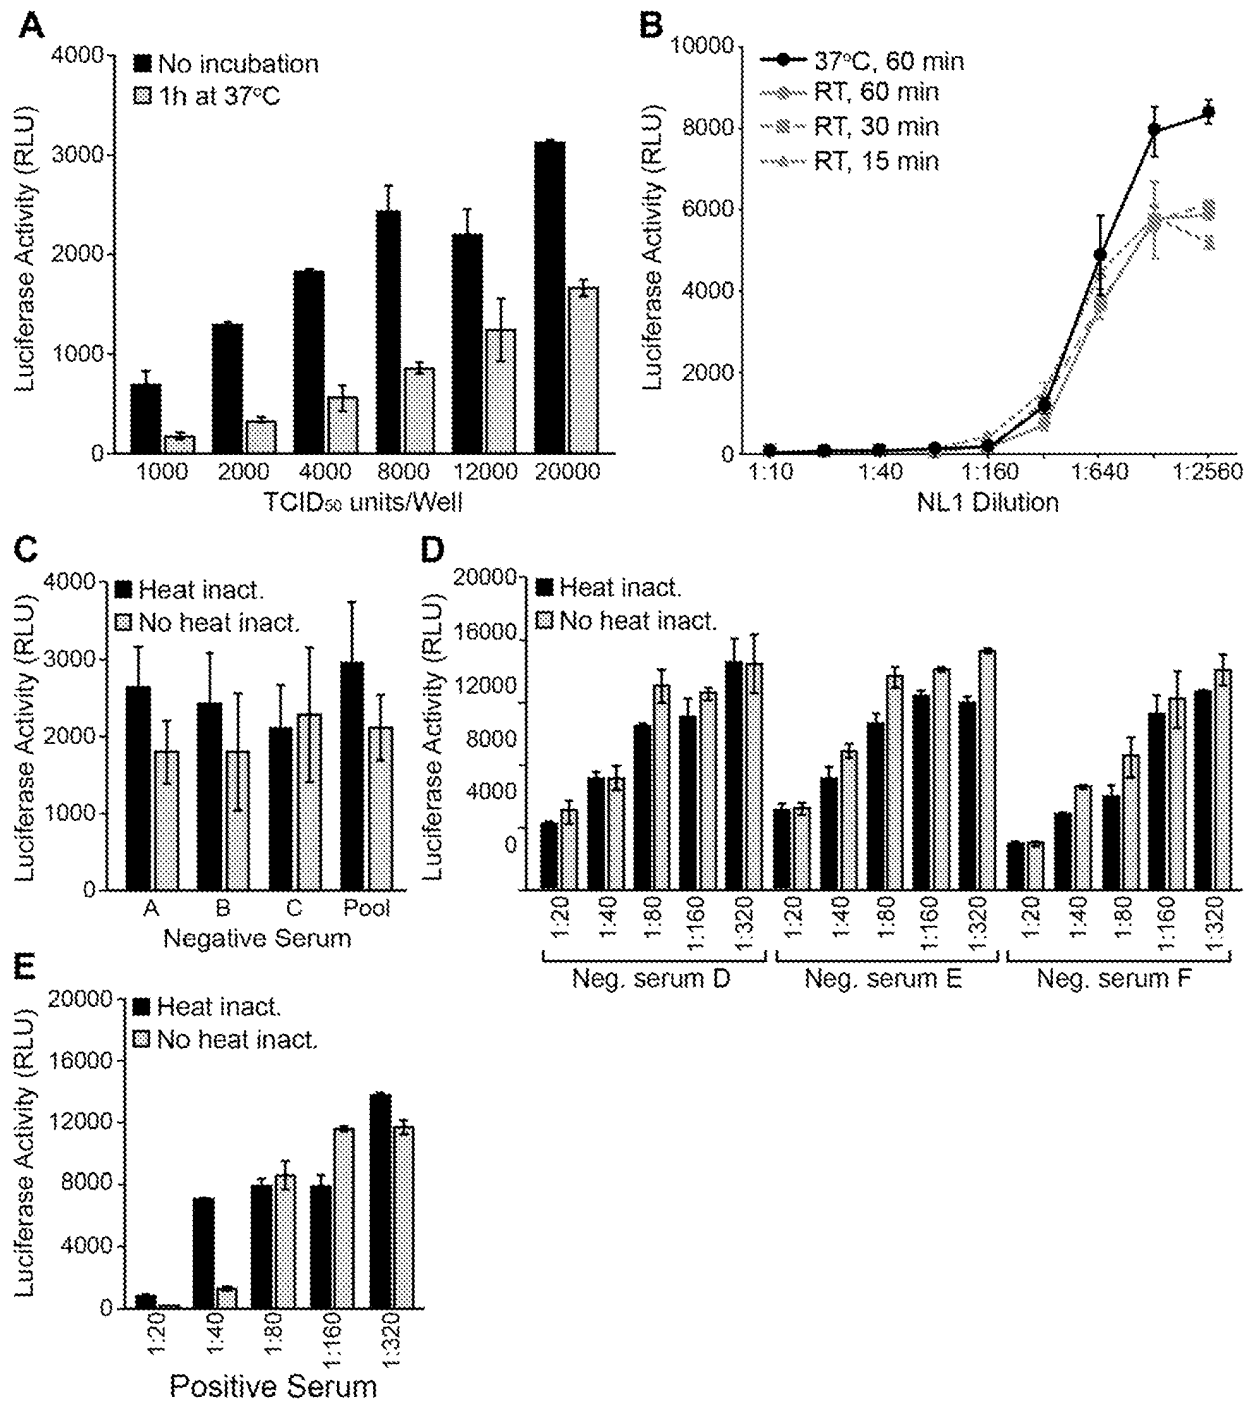 A
Luciferase Activity (RLU)
4000
3000
2000
1000
0
No incubation
1h at 37°C
1000 2000 4000 8000 12000 20000
TCID50 units/Well
B
Luciferase Activity (RLU)
10000
8000
6000
4000
2000
0
37°C, 60 min
RT, 60 min
RT, 30 min
RT, 15 min
1:10 1:40 1:160 1:640 1:2560
NL1 Dilution
C
Luciferase Activity (RLU)
4000
3000
2000
1000
0
Heat inact.
No heat inact.
A B C Pool
Negative Serum
D
Luciferase Activity (RLU)
20000
16000
12000
8000
4000
0
Heat inact.
No heat inact.
1:20 1:40 1:80 1:160 1:320 1:20 1:40 1:80 1:160 1:320 1:20 1:40 1:80 1:160 1:320
Neg. serum D Neg. serum E Neg. serum F
E
Luciferase Activity (RLU)
20000
16000
12000
8000
4000
0
Heat inact.
No heat inact.
1:20 1:40 1:80 1:160 1:320
Positive Serum